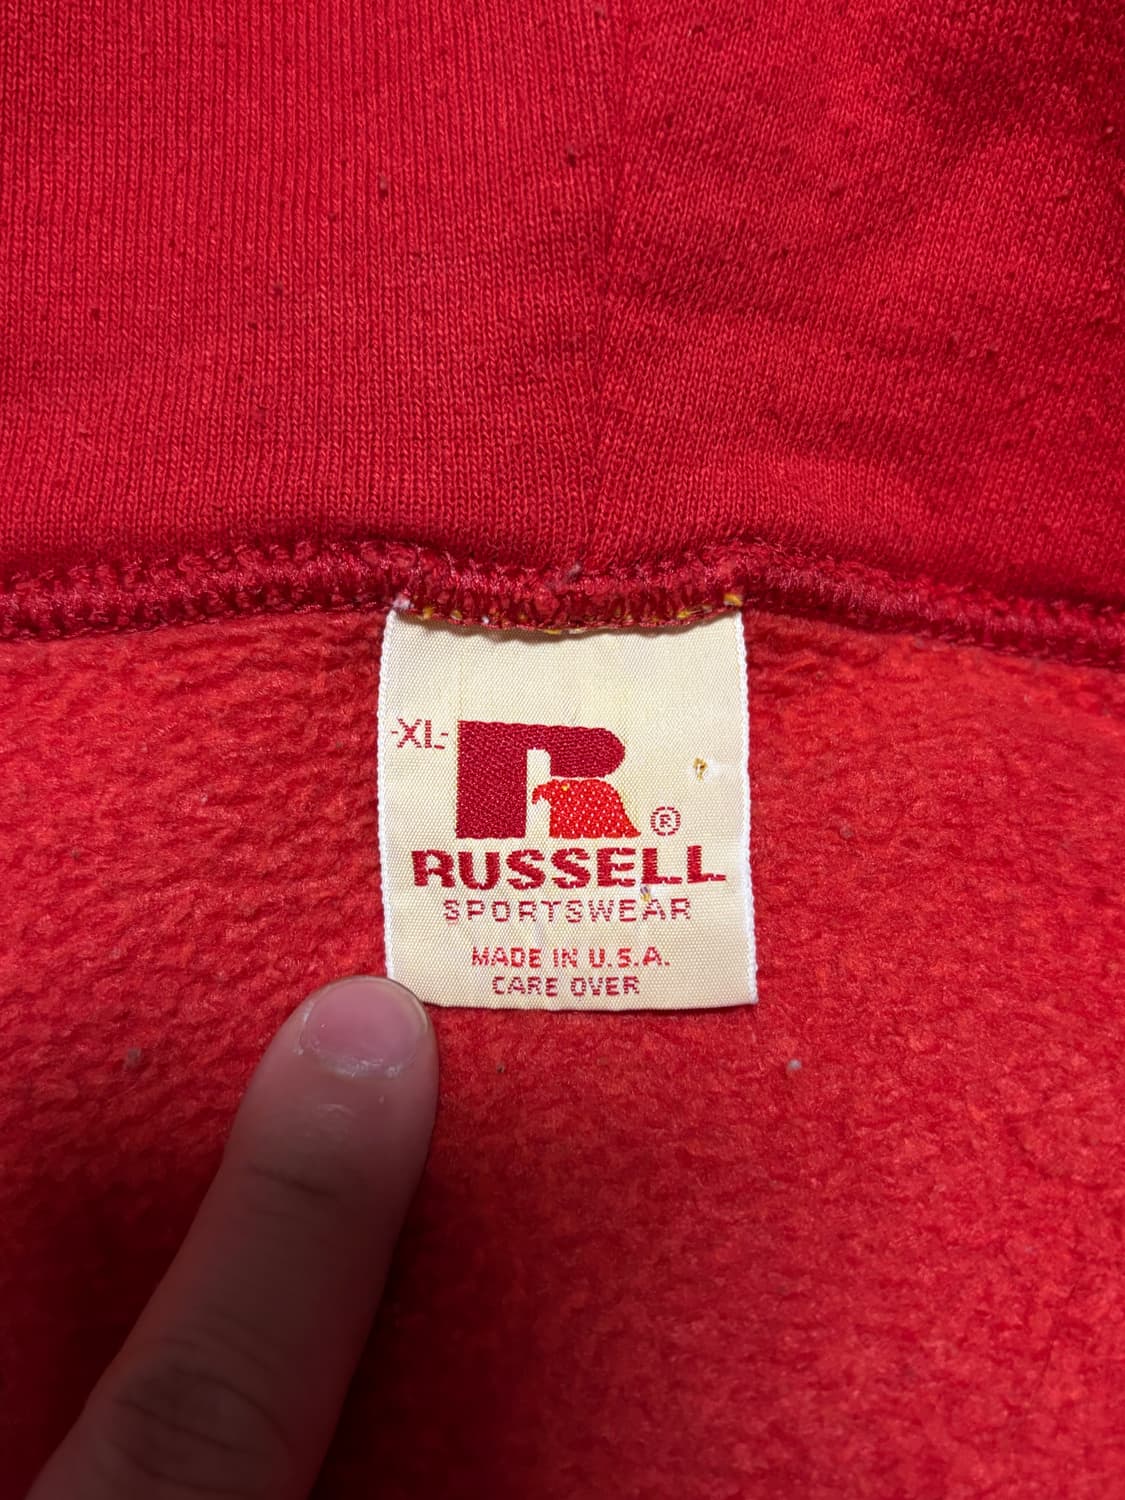 -XL-
R ®
RUSSELL
SPORTSWEAR
MADE IN U.S.A.
CARE OVER